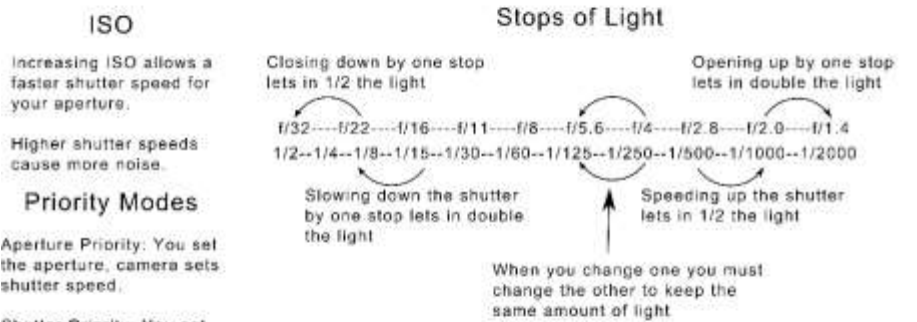 ISO
Increasing ISO allows a
faster shutter speed for
your aperture.
Higher shutter speeds
cause more noise.
Priority Modes
Aperture Priority: You set
the aperture, camera sets
shutter speed.
Stops of Light
Closing down by one stop
lets in 1/2 the light
Opening up by one stop
lets in double the light
f/32----f/22----f/16----f/11----f/8----f/5.6----f/4----f/2.8----f/2.0----f/1.4
1/2--1/4--1/8--1/15--1/30--1/60--1/125--1/250--1/500--1/1000--1/2000
Slowing down the shutter
by one stop lets in double
the light
Speeding up the shutter
lets in 1/2 the light
When you change one you must
change the other to keep the
same amount of light